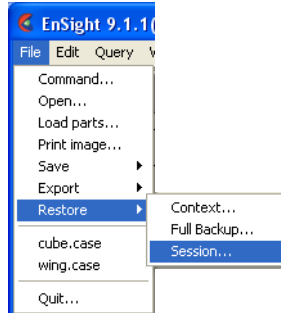 EnSight 9.1.1(
File Edit Query
Command...
Open...
Load parts...
Print image...
Save
Export
Restore
Context...
Full Backup...
Session...
cube.case
wing.case
Quit...